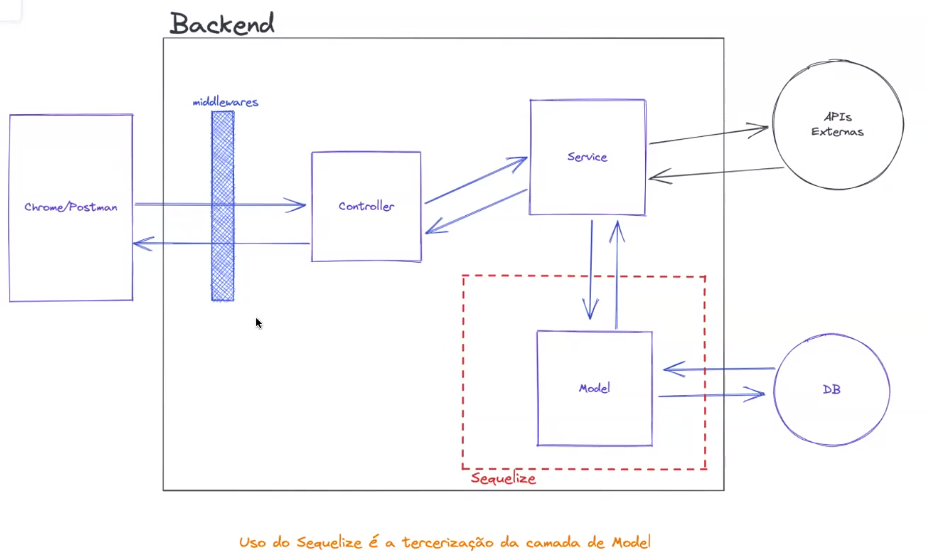 Backend
middlewares
Chrome/Postman
Controller
Service
APIs
Externas
Model
DB
Sequelize
Uso do Sequelize é a tercerização da camada de Model